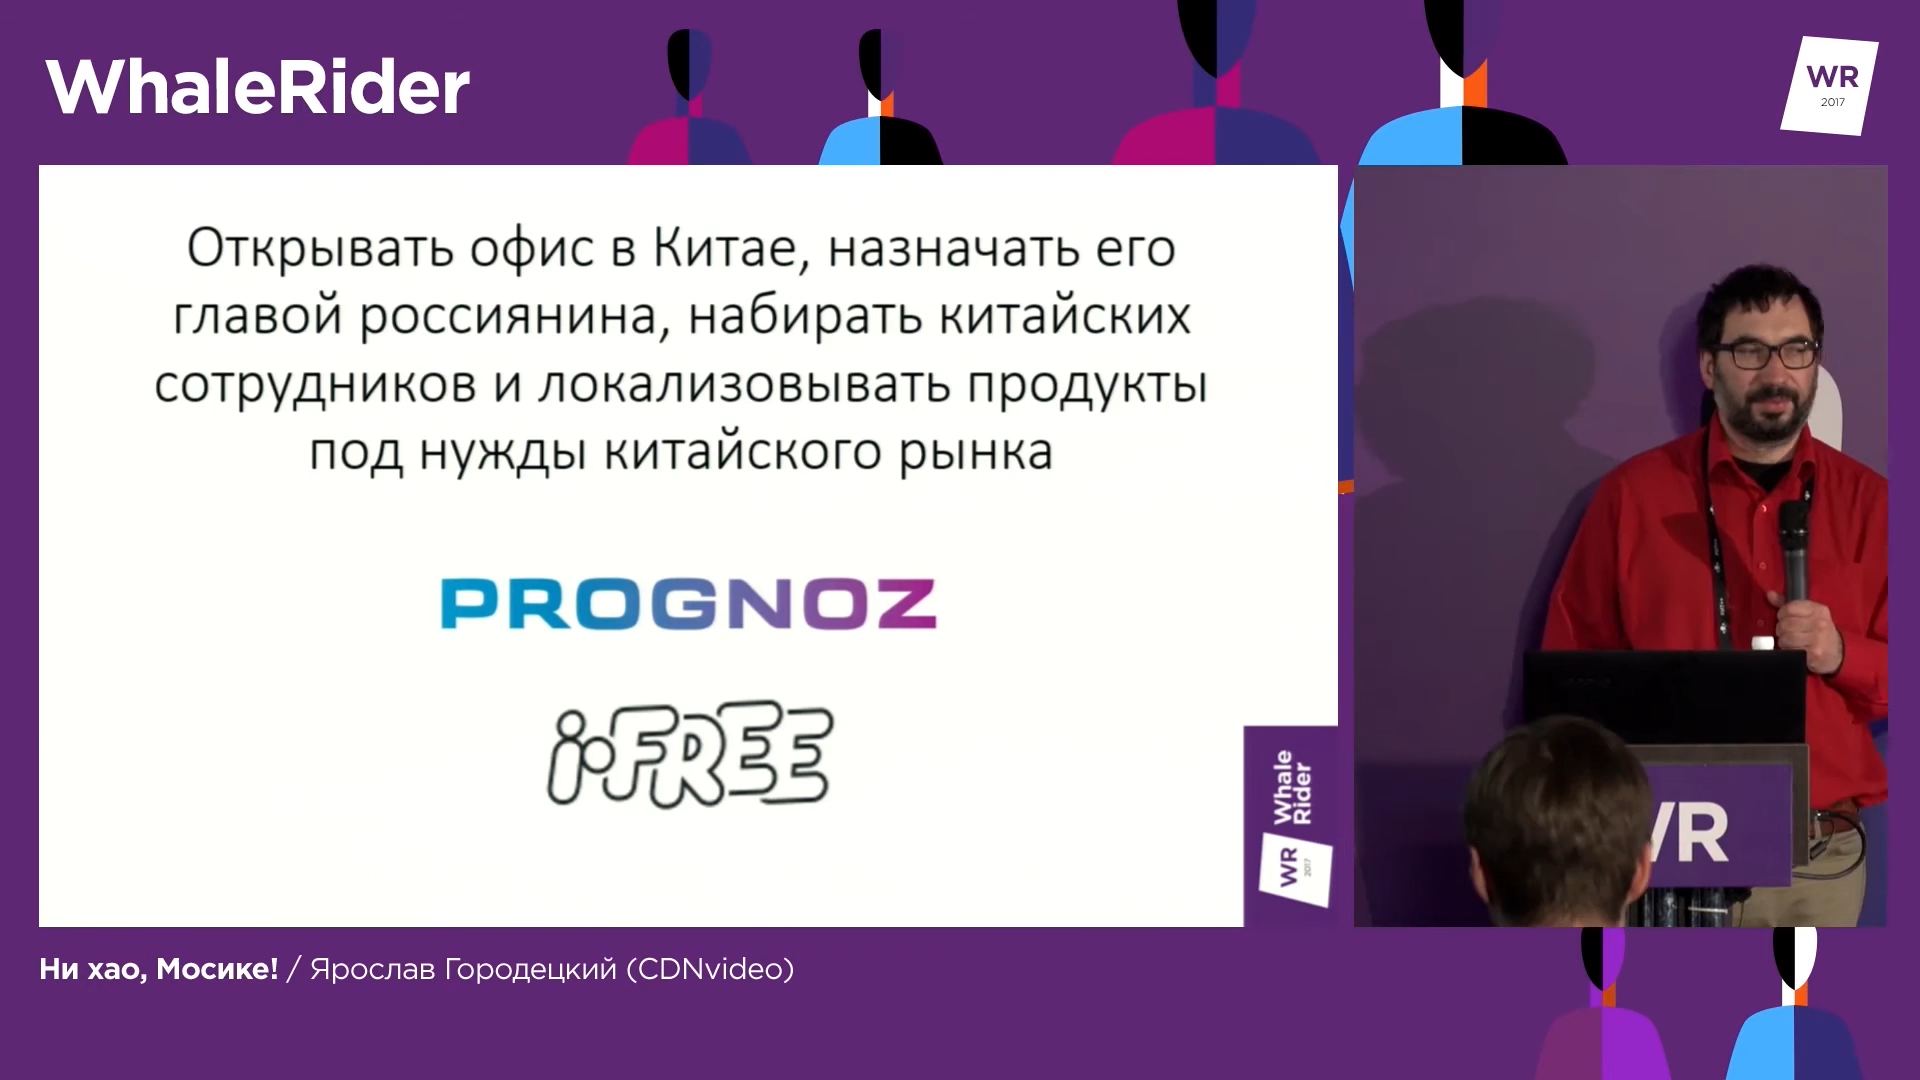 WhaleRider
WR
2017
Открывать офис в Китае, назначать его
главой россиянина, набирать китайских
сотрудников и локализовывать продукты
под нужды китайского рынка
PROGNOZ
i-FREE
Whale
Rider
WR
2017
WR
Ни хао, Мосике! / Ярослав Городецкий (CDNvideo)